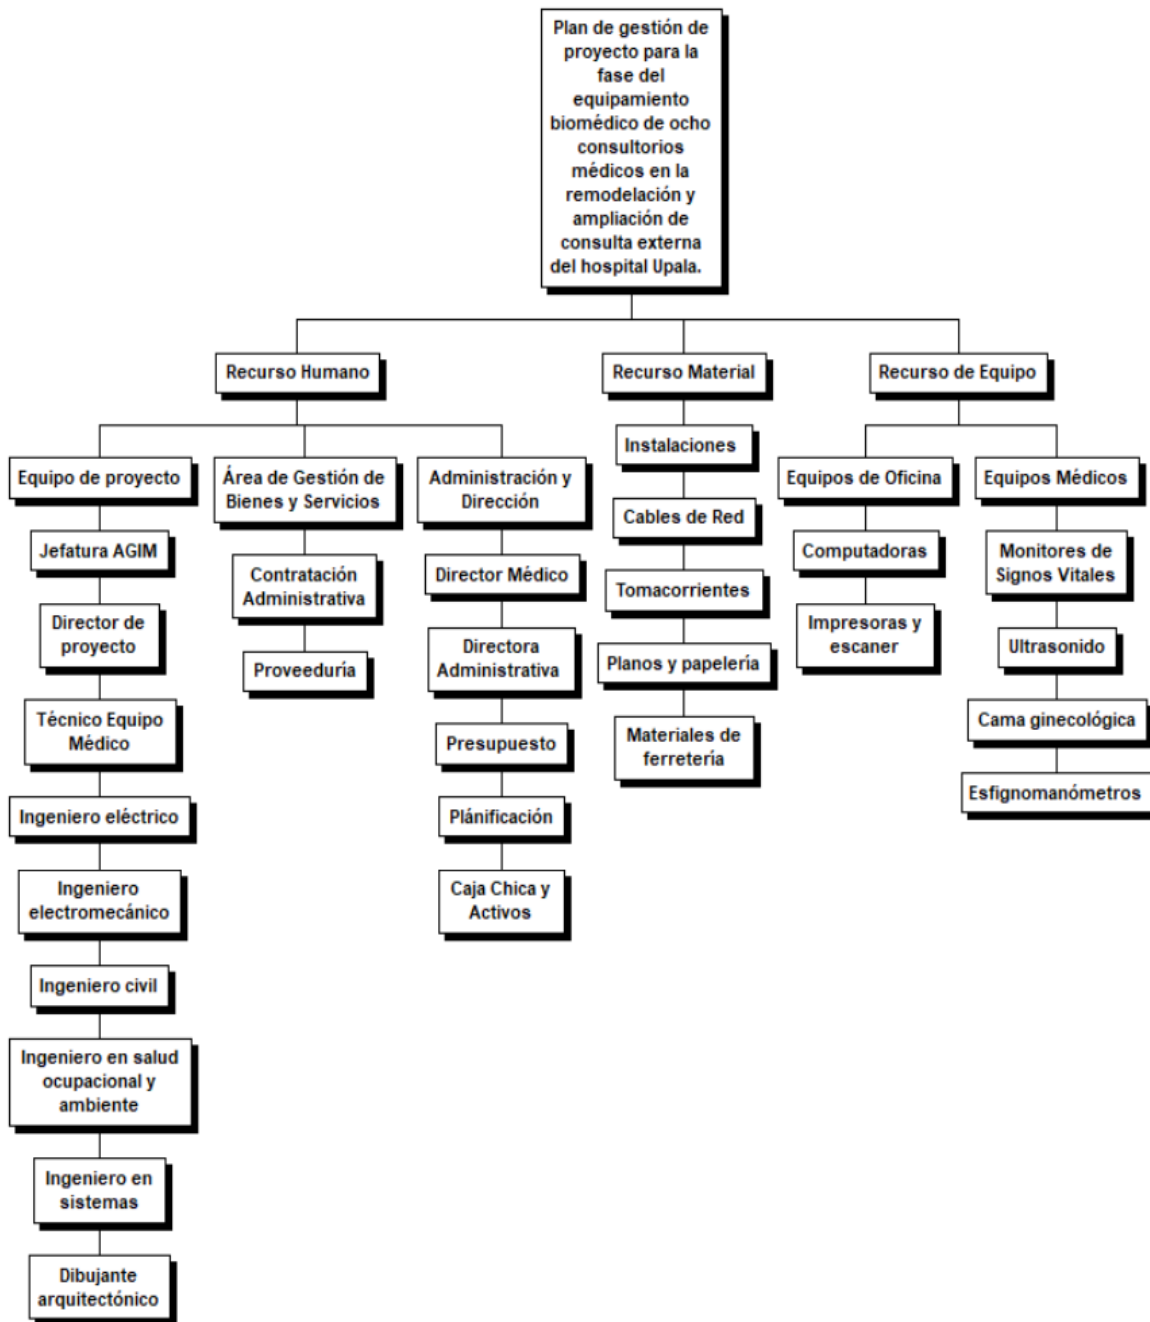 Plan de gestión de
proyecto para la
fase del
equipamiento
biomédico de ocho
consultorios
médicos en la
remodelación y
ampliación de
consulta externa
del hospital Upala.
Recurso Humano
Recurso Material
Recurso de Equipo
Equipo de proyecto
Jefatura AGIM
Director de
proyecto
Técnico Equipo
Médico
Ingeniero eléctrico
Ingeniero
electromecánico
Ingeniero civil
Ingeniero en salud
ocupacional y
ambiente
Ingeniero en
sistemas
Dibujante
arquitectónico
Área de Gestión de
Bienes y Servicios
Contratación
Administrativa
Proveeduría
Administración y
Dirección
Director Médico
Directora
Administrativa
Presupuesto
Plánificación
Caja Chica y
Activos
Instalaciones
Cables de Red
Tomacorrientes
Planos y papelería
Materiales de
ferretería
Equipos de Oficina
Computadoras
Impresoras y
escaner
Equipos Médicos
Monitores de
Signos Vitales
Ultrasonido
Cama ginecológica
Esfignomanómetros